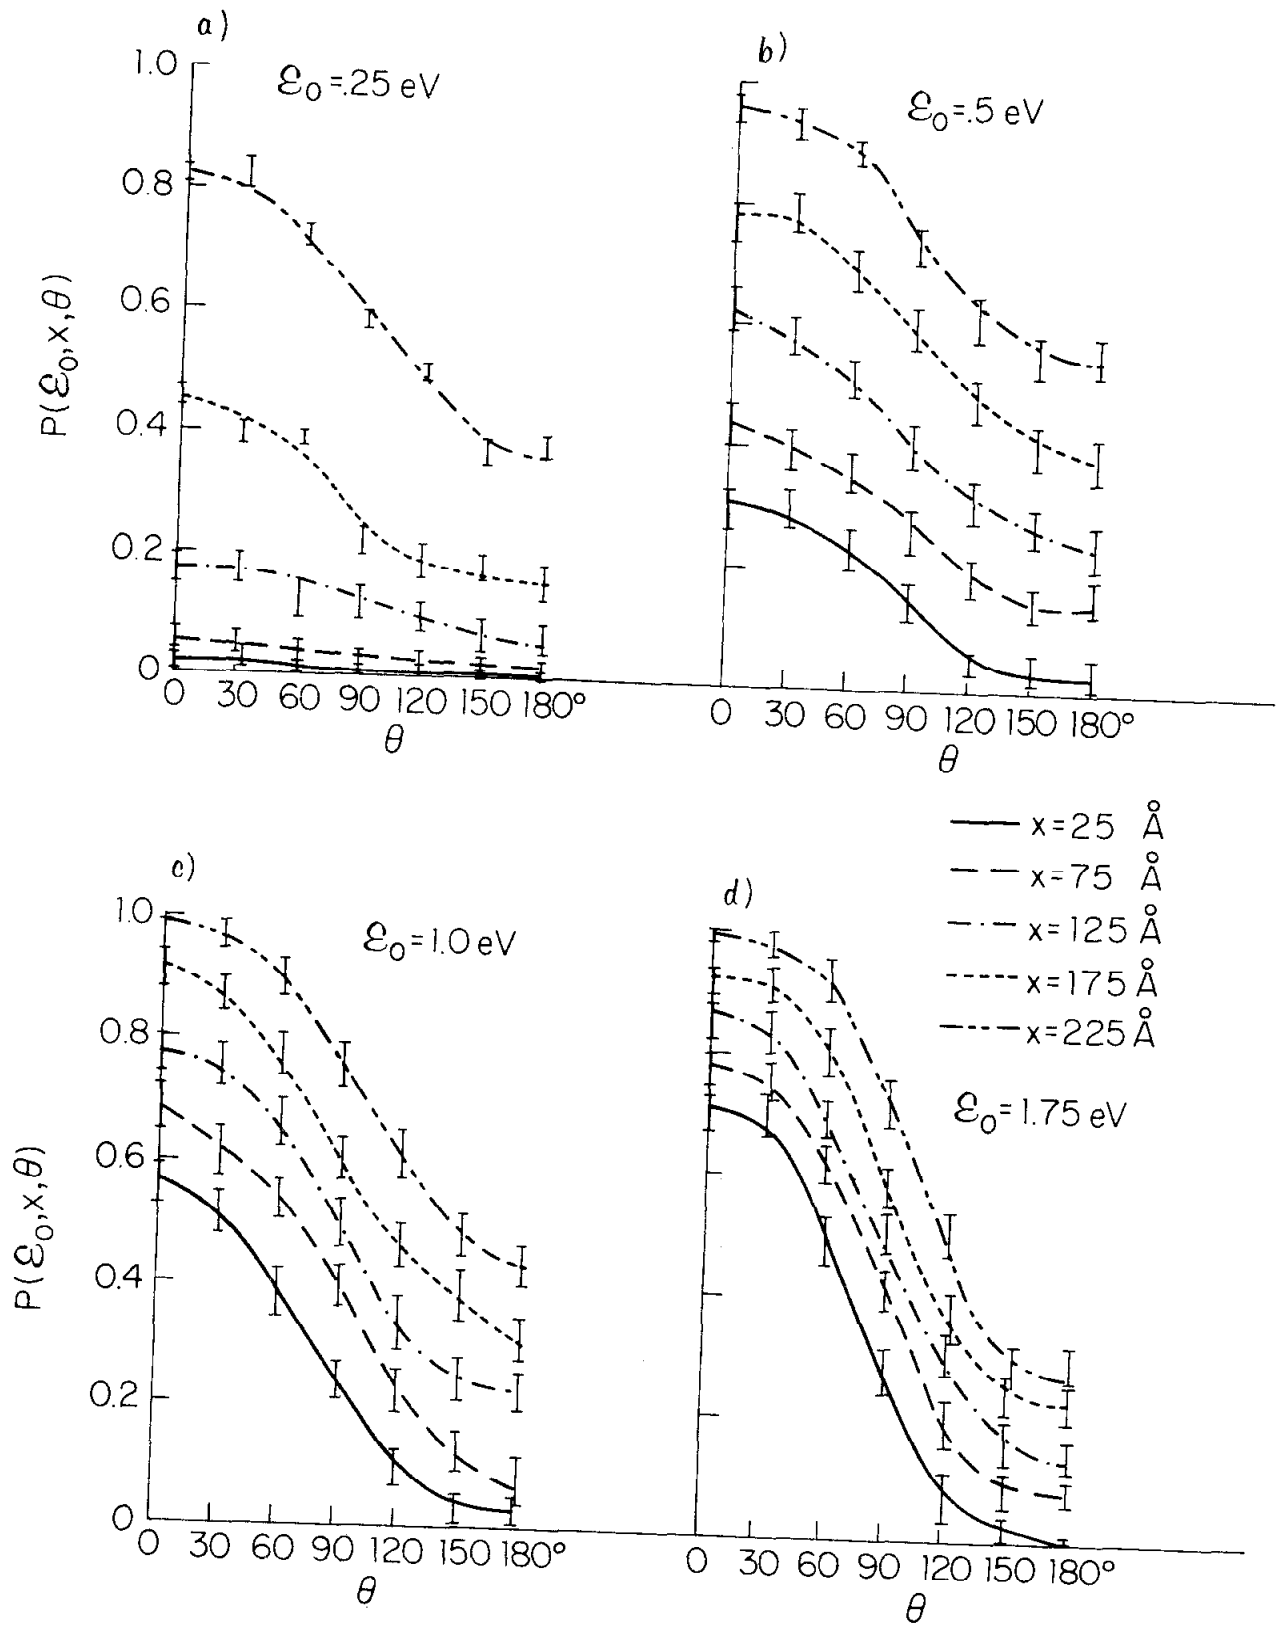 a)
ℰ₀=.25 eV
1.0
0.8
0.6
0.4
0.2
0
P(ℰ₀,x,θ)
0 30 60 90 120 150 180°
θ
b)
ℰ₀=.5 eV
0 30 60 90 120 150 180°
θ
x=25 Å
x=75 Å
x=125 Å
x=175 Å
x=225 Å
c)
ℰ₀=1.0 eV
1.0
0.8
0.6
0.4
0.2
0
P(ℰ₀,x,θ)
0 30 60 90 120 150 180°
θ
d)
ℰ₀=1.75 eV
0 30 60 90 120 150 180°
θ